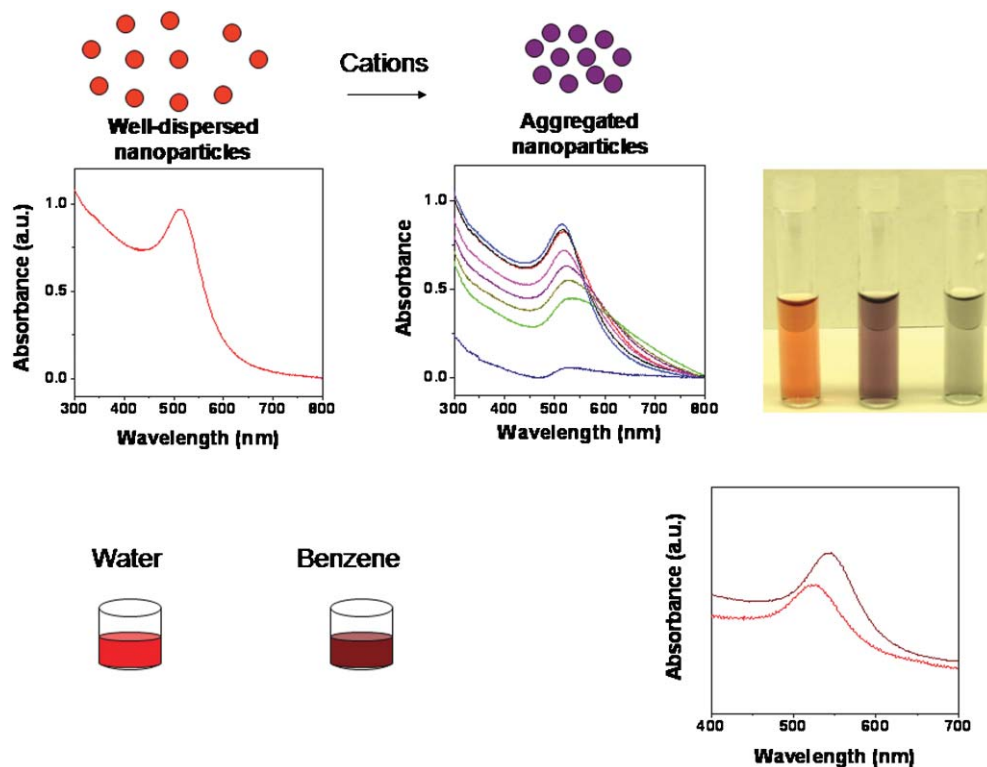 Cations
Well-dispersed
nanoparticles
Aggregated
nanoparticles
Absorbance (a.u.)
1.0
0.5
0.0
300 400 500 600 700 800
Wavelength (nm)
Absorbance
1.0
0.5
0.0
300 400 500 600 700 800
Wavelength (nm)
Water
Benzene
Absorbance (a.u.)
400 500 600 700
Wavelength (nm)